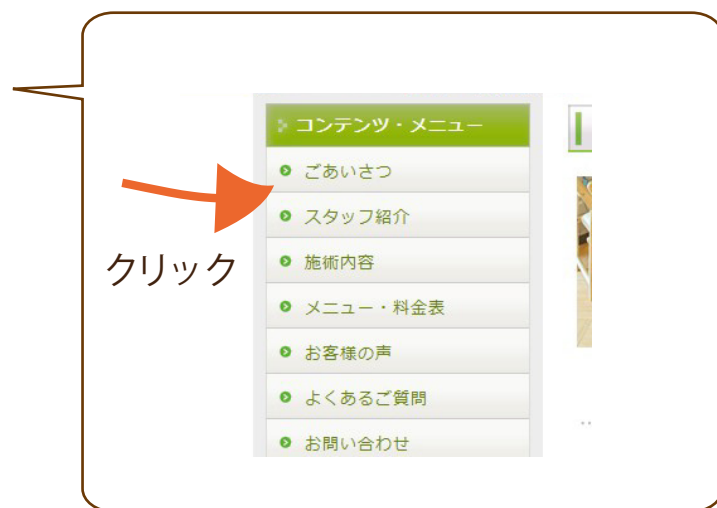 コンテンツ・メニュー
ごあいさつ
スタッフ紹介
クリック
施術内容
メニュー・料金表
お客様の声
よくあるご質問
お問い合わせ